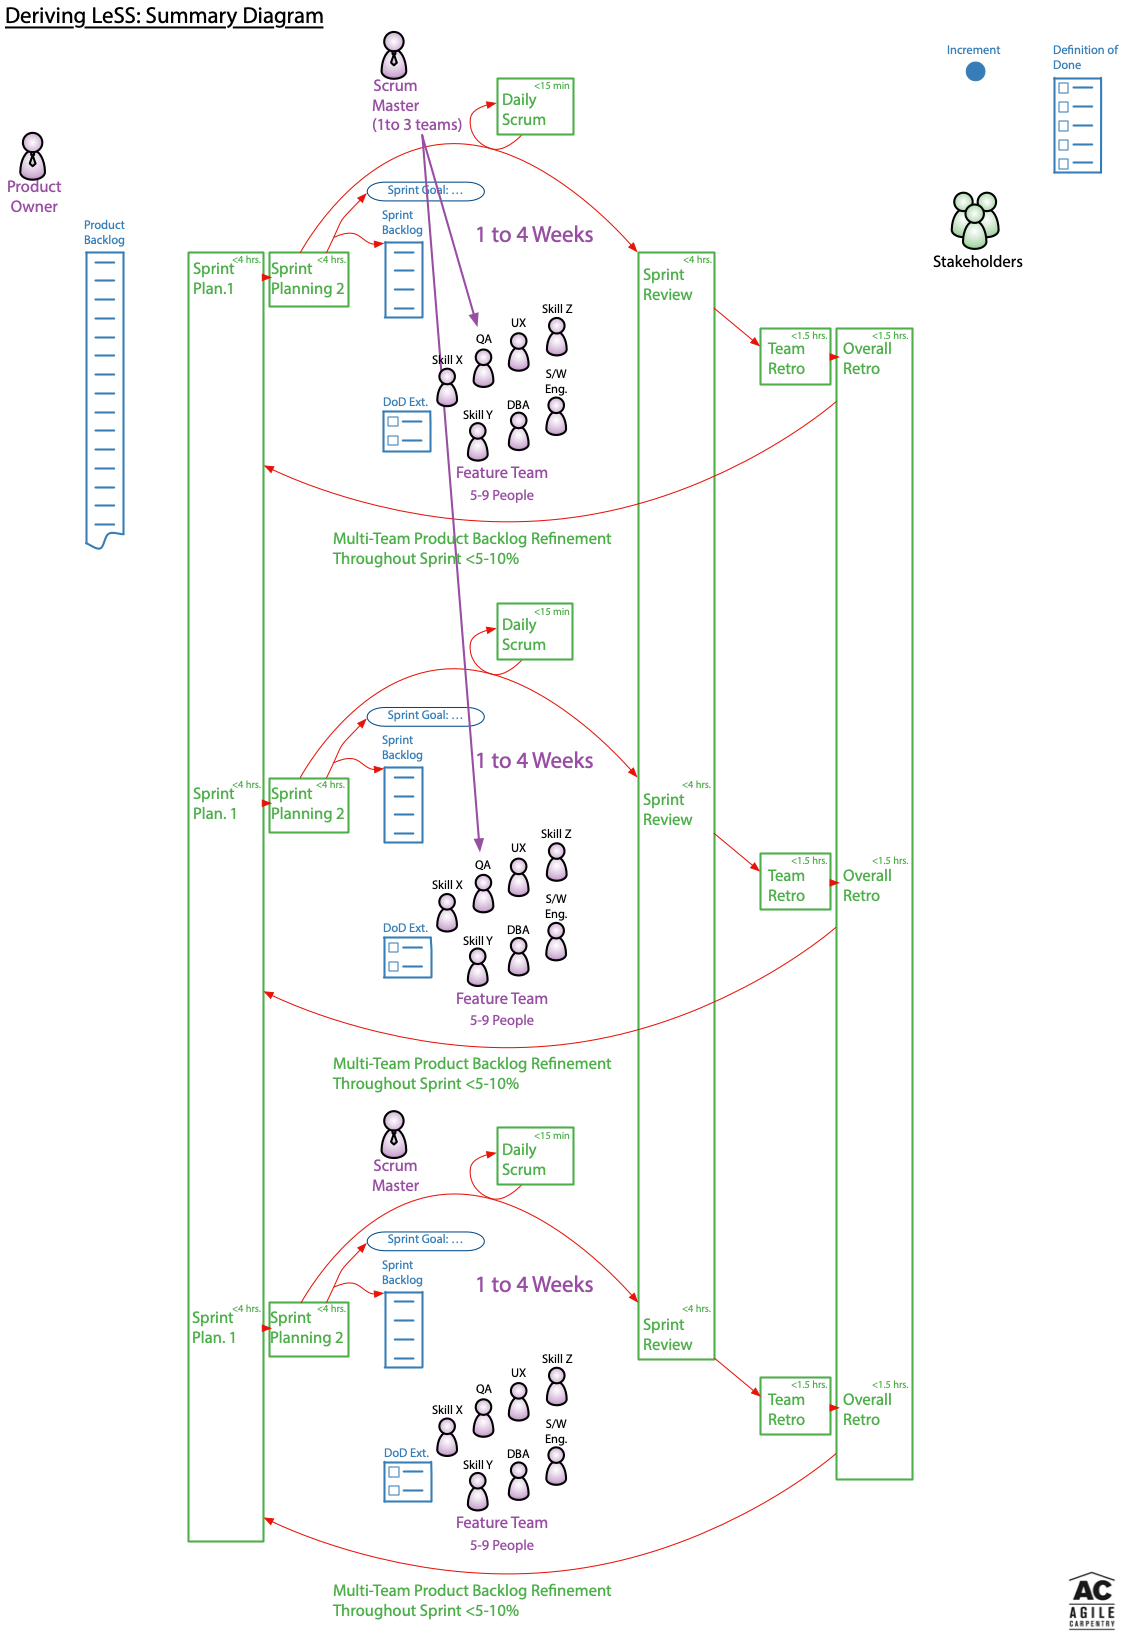 Deriving LeSS: Summary Diagram
Scrum
Master
(1to 3 teams)
Increment
Definition of
Done
Product
Owner
Product
Backlog
Stakeholders
<15 min
Daily
Scrum
Sprint Goal: …
Sprint
Backlog
1 to 4 Weeks
<4 hrs.
Sprint
Plan.1
<4 hrs.
Sprint
Planning 2
<4 hrs.
Sprint
Review
<1.5 hrs.
Team
Retro
<1.5 hrs.
Overall
Retro
Skill Z
UX
QA
Skill X
S/W
Eng.
DoD Ext.
DBA
Skill Y
Feature Team
5-9 People
Multi-Team Product Backlog Refinement
Throughout Sprint <5-10%
<15 min
Daily
Scrum
Sprint Goal: …
Sprint
Backlog
1 to 4 Weeks
<4 hrs.
Sprint
Plan. 1
<4 hrs.
Sprint
Planning 2
<4 hrs.
Sprint
Review
<1.5 hrs.
Team
Retro
<1.5 hrs.
Overall
Retro
Skill Z
UX
QA
Skill X
S/W
Eng.
DoD Ext.
DBA
Skill Y
Feature Team
5-9 People
Multi-Team Product Backlog Refinement
Throughout Sprint <5-10%
Scrum
Master
<15 min
Daily
Scrum
Sprint Goal: …
Sprint
Backlog
1 to 4 Weeks
<4 hrs.
Sprint
Plan. 1
<4 hrs.
Sprint
Planning 2
<4 hrs.
Sprint
Review
<1.5 hrs.
Team
Retro
<1.5 hrs.
Overall
Retro
Skill Z
UX
QA
Skill X
S/W
Eng.
DoD Ext.
DBA
Skill Y
Feature Team
5-9 People
Multi-Team Product Backlog Refinement
Throughout Sprint <5-10%
AC
AGILE
CARPENTRY